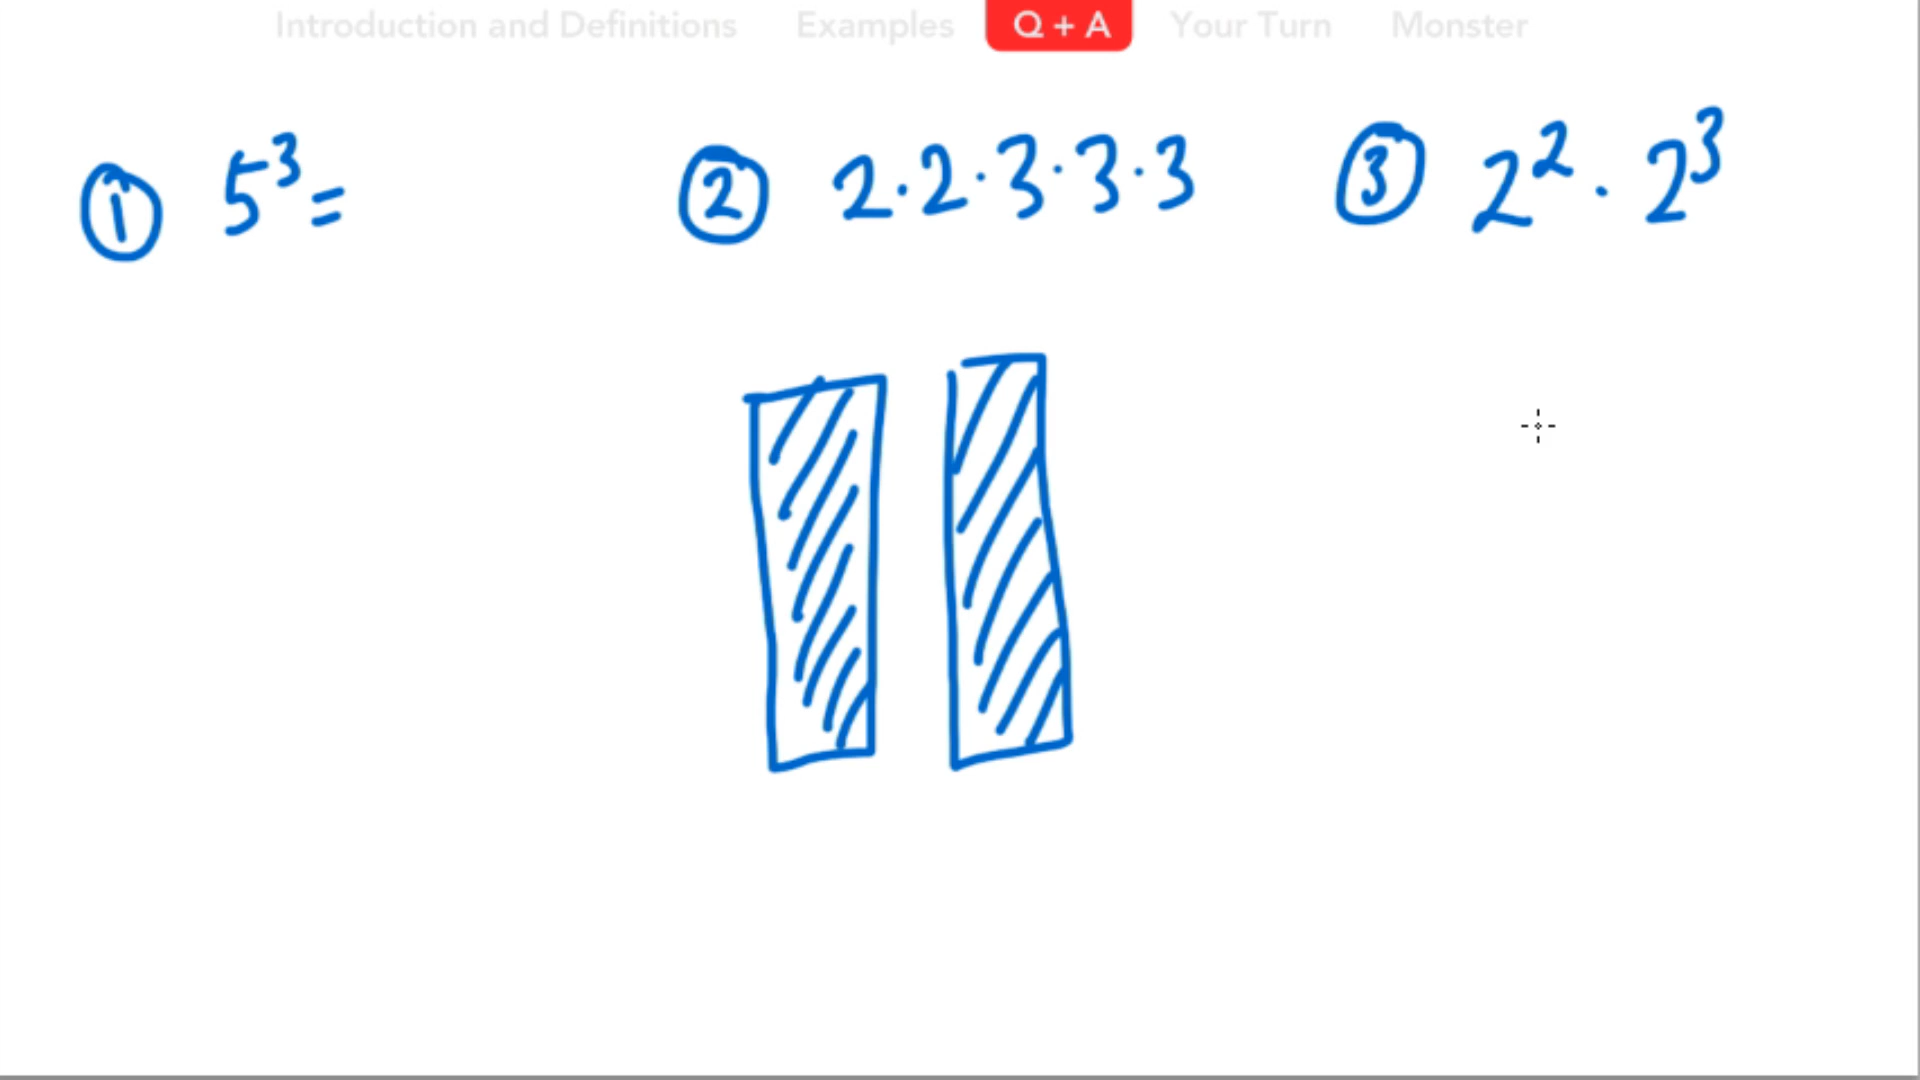 Introduction and Definitions Examples Q + A Your Turn Monster
① 5³=
② 2·2·3·3·3
③ 2²·2³